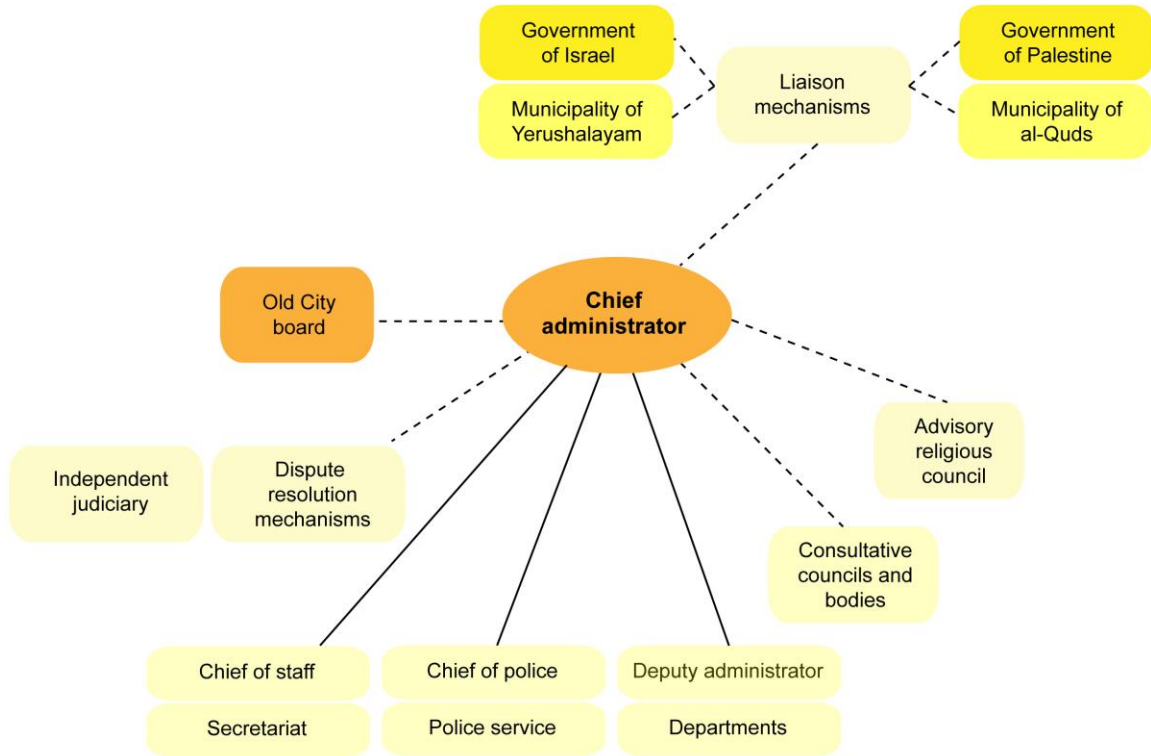 Government
of Israel
Municipality of
Yerushalayam
Liaison
mechanisms
Government
of Palestine
Municipality of
al-Quds
Old City
board
Chief
administrator
Independent
judiciary
Dispute
resolution
mechanisms
Advisory
religious
council
Consultative
councils and
bodies
Chief of staff
Secretariat
Chief of police
Police service
Deputy administrator
Departments